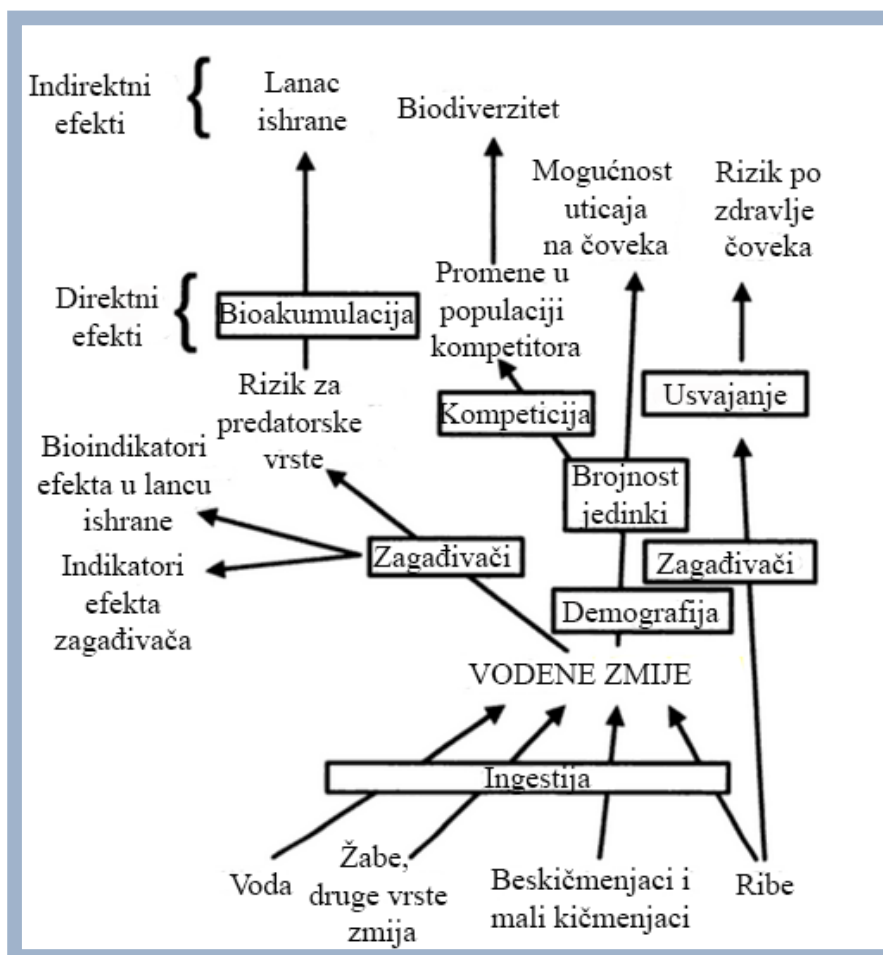 Indirektni
efekti
Lanac
ishrane
Biodiverzitet
Mogućnost
uticaja
na čoveka
Rizik po
zdravlje
čoveka
Direktni
efekti
Bioakumulacija
Promene u
populaciji
kompetitora
Rizik za
predatorske
vrste
Kompeticija
Usvajanje
Bioindikatori
efekta u lancu
ishrane
Brojnost
jedinki
Indikatori
efekta
zagađivača
Zagađivači
Zagađivači
Demografija
VODENE ZMIJE
Ingestija
Voda
Žabe,
druge vrste
zmija
Beskičmenjaci i
mali kičmenjaci
Ribe